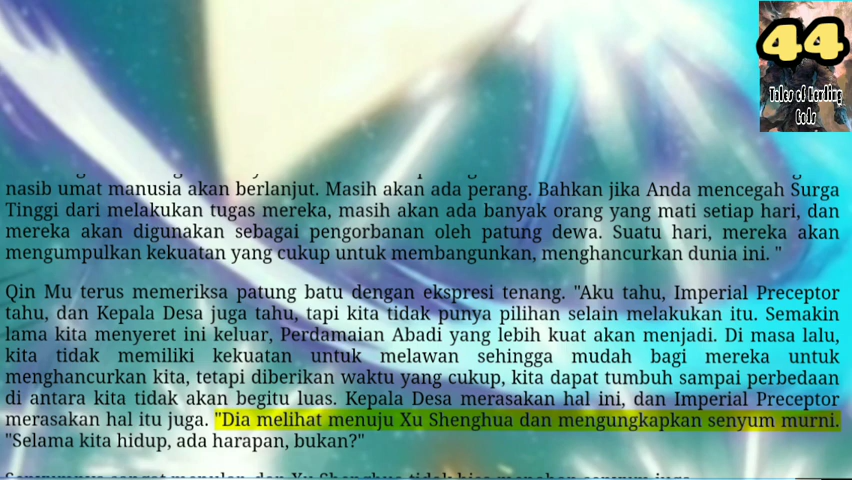 44
Tales of Herding
Gods
nasib umat manusia akan berlanjut. Masih akan ada perang. Bahkan jika Anda mencegah Surga
Tinggi dari melakukan tugas mereka, masih akan ada banyak orang yang mati setiap hari, dan
mereka akan digunakan sebagai pengorbanan oleh patung dewa. Suatu hari, mereka akan
mengumpulkan kekuatan yang cukup untuk membangunkan, menghancurkan dunia ini. "
Qin Mu terus memeriksa patung batu dengan ekspresi tenang. "Aku tahu, Imperial Preceptor
tahu, dan Kepala Desa juga tahu, tapi kita tidak punya pilihan selain melakukan itu. Semakin
lama kita menyeret ini keluar, Perdamaian Abadi yang lebih kuat akan menjadi. Di masa lalu,
kita tidak memiliki kekuatan untuk melawan sehingga mudah bagi mereka untuk
menghancurkan kita, tetapi diberikan waktu yang cukup, kita dapat tumbuh sampai perbedaan
di antara kita tidak akan begitu luas. Kepala Desa merasakan hal ini, dan Imperial Preceptor
merasakan hal itu juga. "Dia melihat menuju Xu Shenghua dan mengungkapkan senyum murni.
"Selama kita hidup, ada harapan, bukan?"